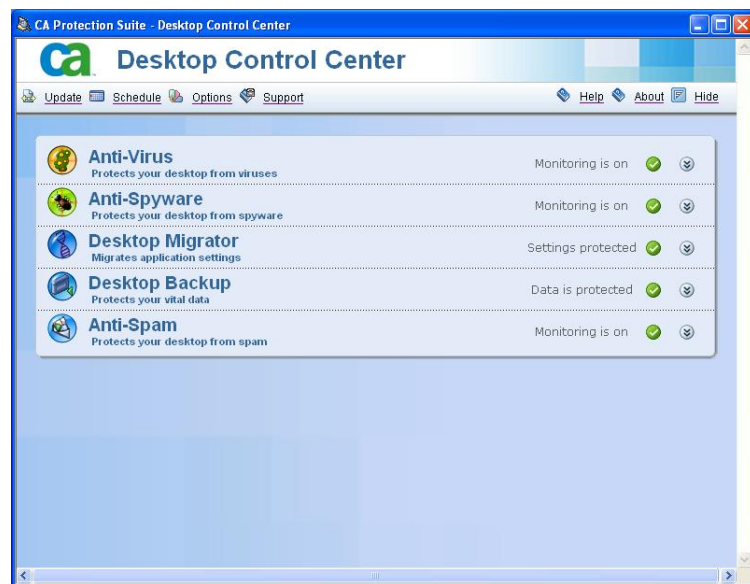 CA Protection Suite - Desktop Control Center
ca Desktop Control Center
Update Schedule Options Support Help About Hide
Anti-Virus
Protects your desktop from viruses
Monitoring is on
Anti-Spyware
Protects your desktop from spyware
Monitoring is on
Desktop Migrator
Migrates application settings
Settings protected
Desktop Backup
Protects your vital data
Data is protected
Anti-Spam
Protects your desktop from spam
Monitoring is on